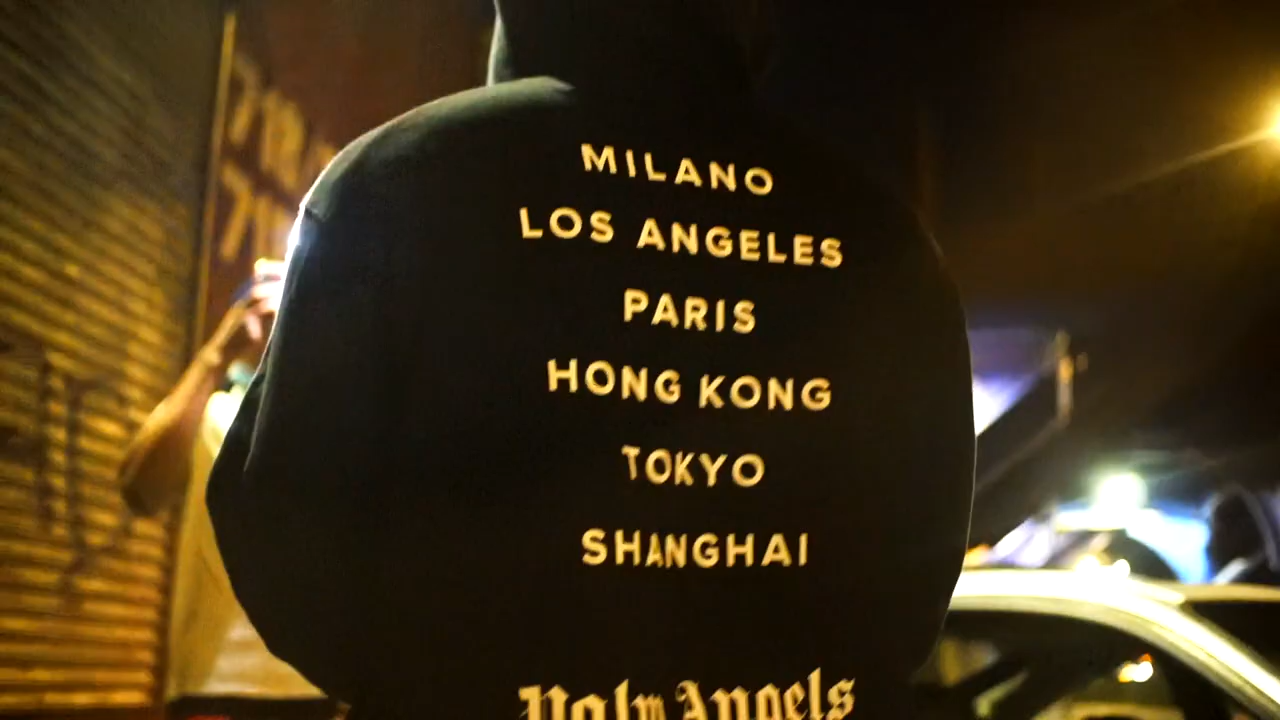 MILANO
LOS ANGELES
PARIS
HONG KONG
TOKYO
SHANGHAI
Palm Angels